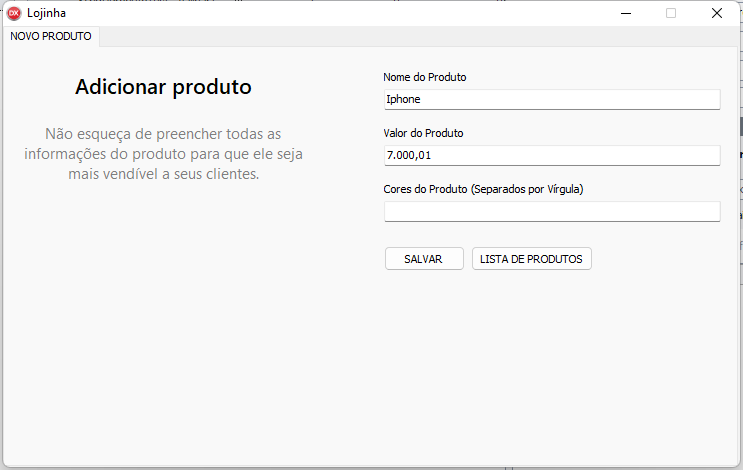 DX Lojinha
NOVO PRODUTO
Adicionar produto
Não esqueça de preencher todas as
informações do produto para que ele seja
mais vendível a seus clientes.
Nome do Produto
Iphone
Valor do Produto
7.000,01
Cores do Produto (Separados por Vírgula)
SALVAR
LISTA DE PRODUTOS